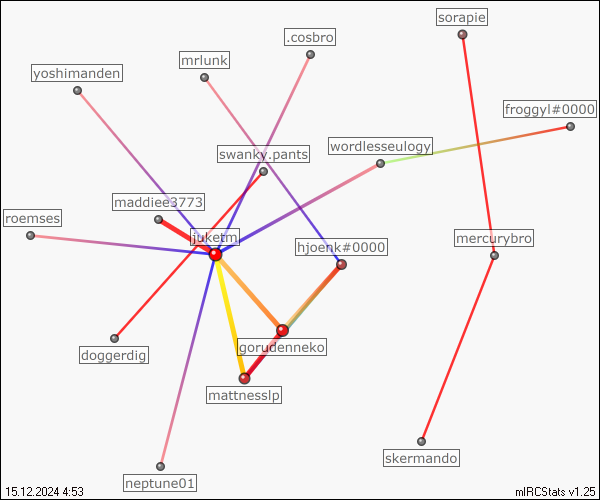 sorapie
.cosbro
mrlunk
yoshimanden
froggyl#0000
wordlesseulogy
swanky.pants
maddiee3773
roemses
juketm
hjoenk#0000
mercurybro
gorudenneko
doggerdig
mattnesslp
skermando
neptune01
15.12.2024 4:53
mIRCStats v1.25